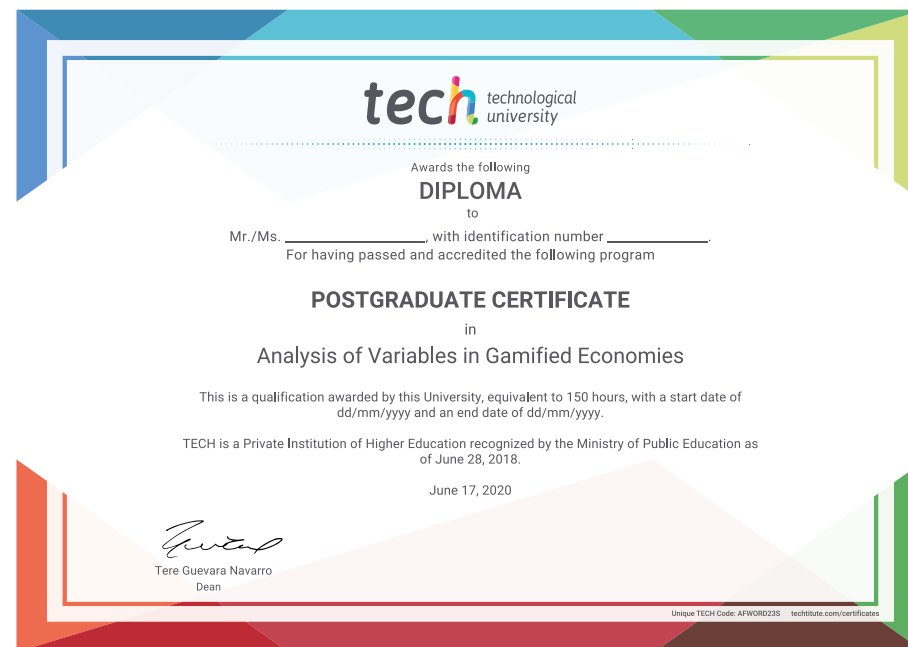 tech technological
university
Awards the following
DIPLOMA
to
Mr./Ms. ____________________, with identification number __________________.
For having passed and accredited the following program
POSTGRADUATE CERTIFICATE
in
Analysis of Variables in Gamified Economies
This is a qualification awarded by this University, equivalent to 150 hours, with a start date of
dd/mm/yyyy and an end date of dd/mm/yyyy.
TECH is a Private Institution of Higher Education recognized by the Ministry of Public Education as
of June 28, 2018.
June 17, 2020
Tere Guevara Navarro
Dean
Unique TECH Code: AFWORD23S techtitute.com/certificates